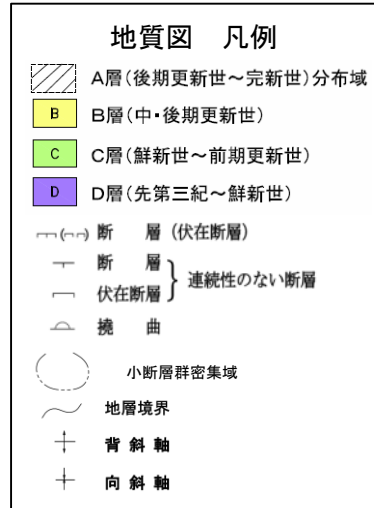 地質図 凡例
A層(後期更新世～完新世)分布域
B B層(中・後期更新世)
C C層(鮮新世～前期更新世)
D D層(先第三紀～鮮新世)
断 層 (伏在断層)
断 層
連続性のない断層
伏在断層
撓 曲
小断層群密集域
地層境界
背 斜 軸
向 斜 軸